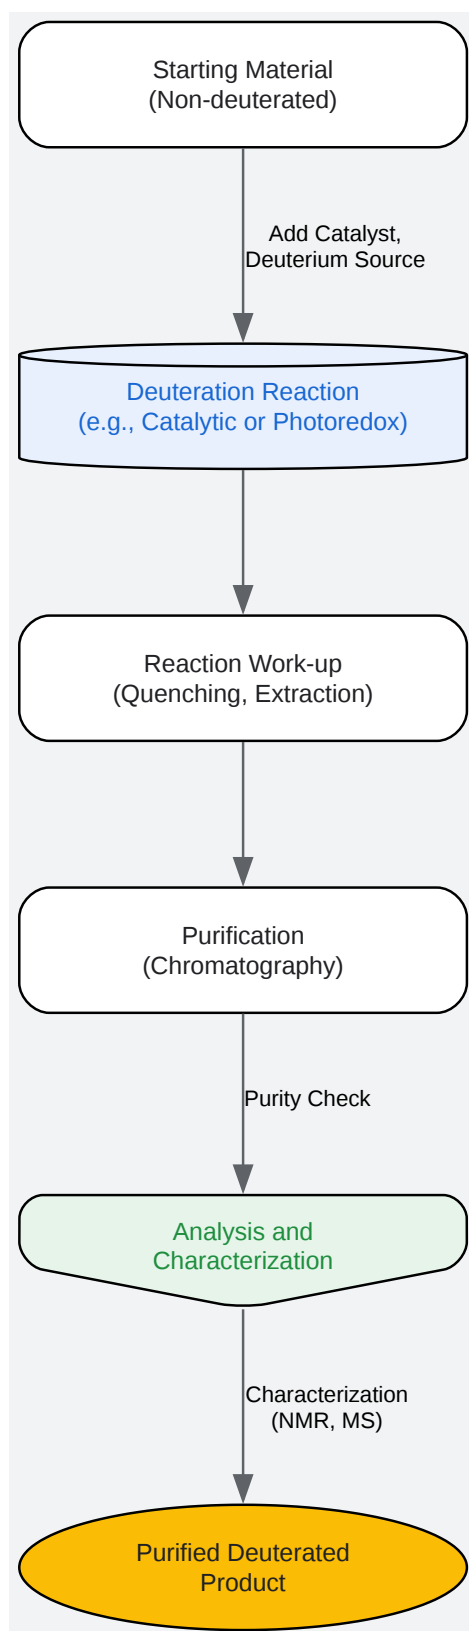 Starting Material
(Non-deuterated)
Add Catalyst,
Deuterium Source
Deuteration Reaction
(e.g., Catalytic or Photoredox)
Reaction Work-up
(Quenching, Extraction)
Purification
(Chromatography)
Purity Check
Analysis and
Characterization
Characterization
(NMR, MS)
Purified Deuterated
Product